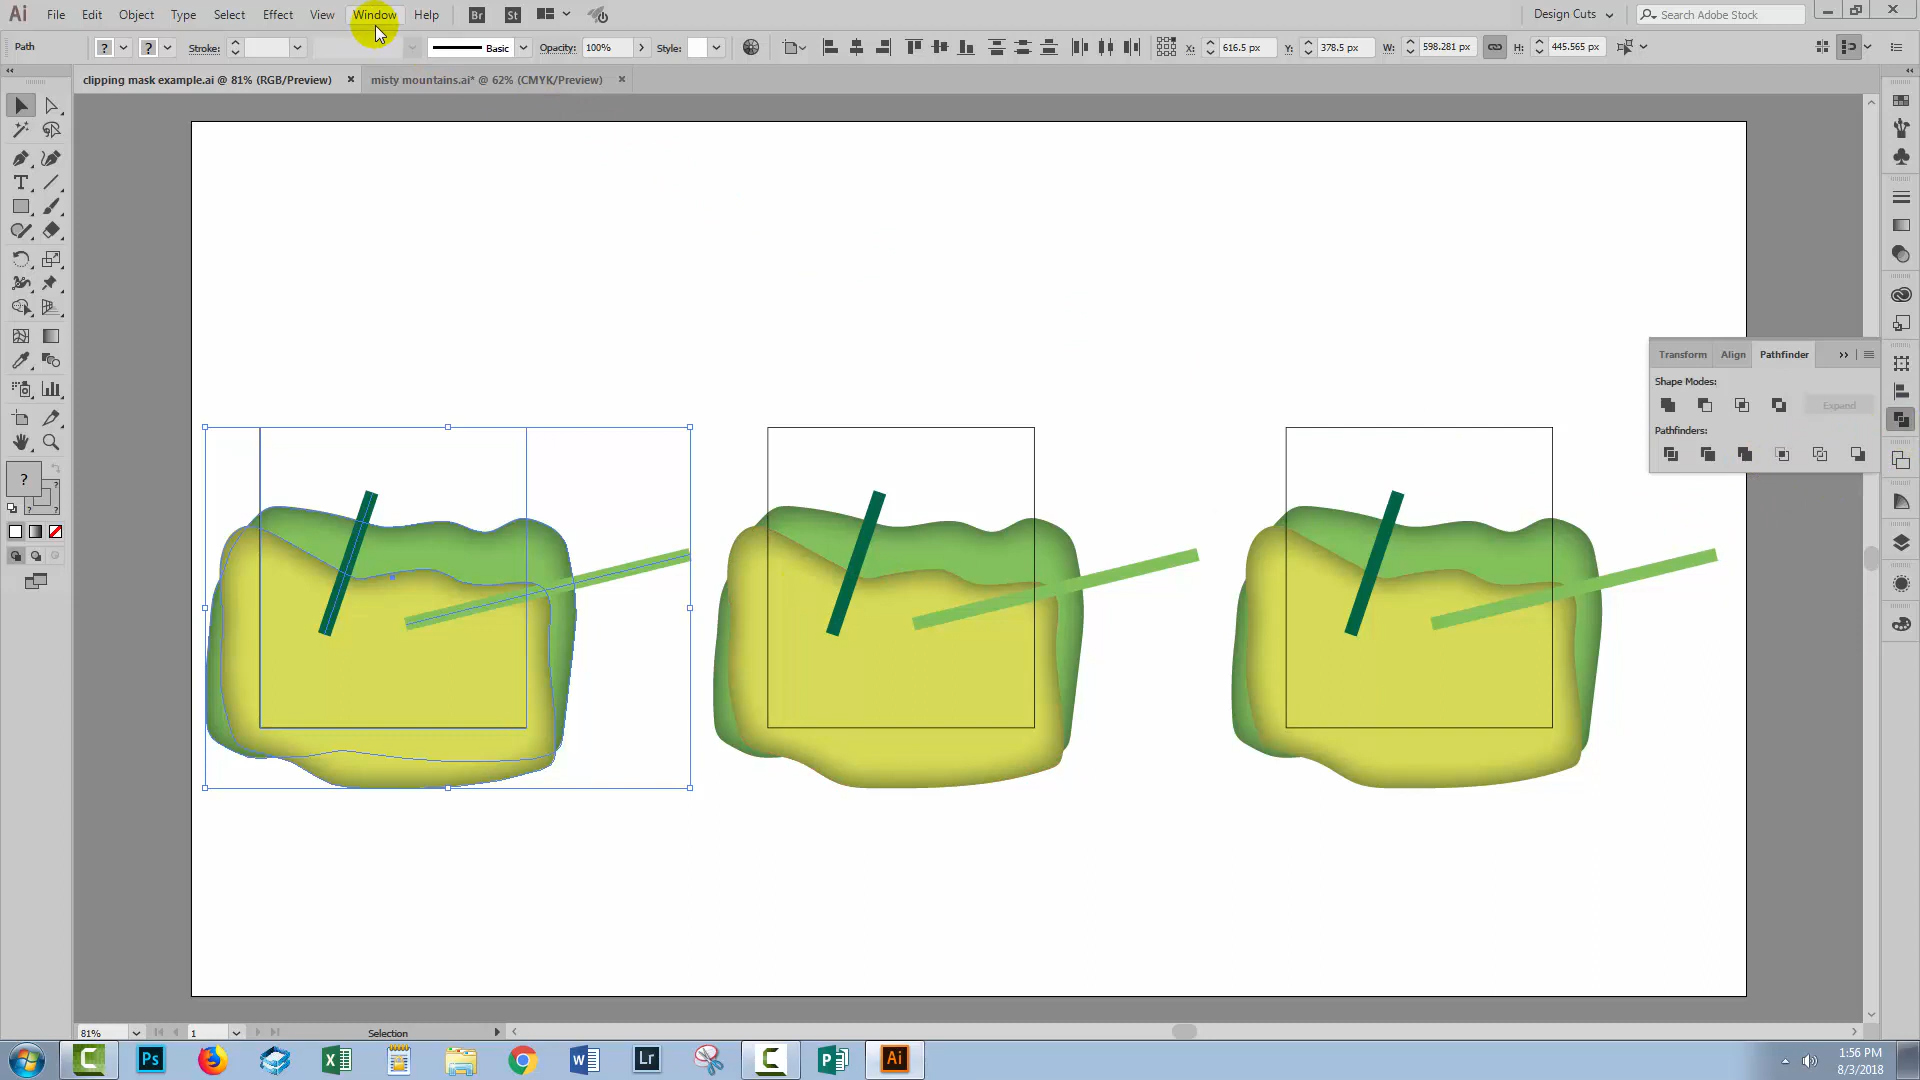 Ai File Edit Object Type Select Effect View Window Help Br St Design Cuts Search Adobe Stock
Path ? ? Stroke: Basic Opacity: 100% Style: X: 616.5 px Y: 378.5 px W: 598.281 px H: 445.565 px
clipping mask example.ai @ 81% (RGB/Preview) × misty mountains.ai* @ 62% (CMYK/Preview) ×
Transform Align Pathfinder
Shape Modes:
Expand
Pathfinders:
?
?
?
81% 1 Selection
Ps Lr Ai
1:56 PM
8/3/2018